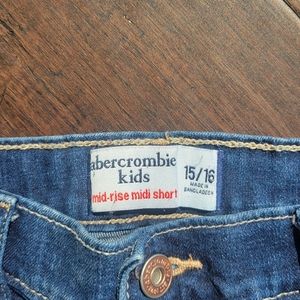 abercrombie
kids
mid-rise midi short
15/16
MADE IN
BANGLADESH